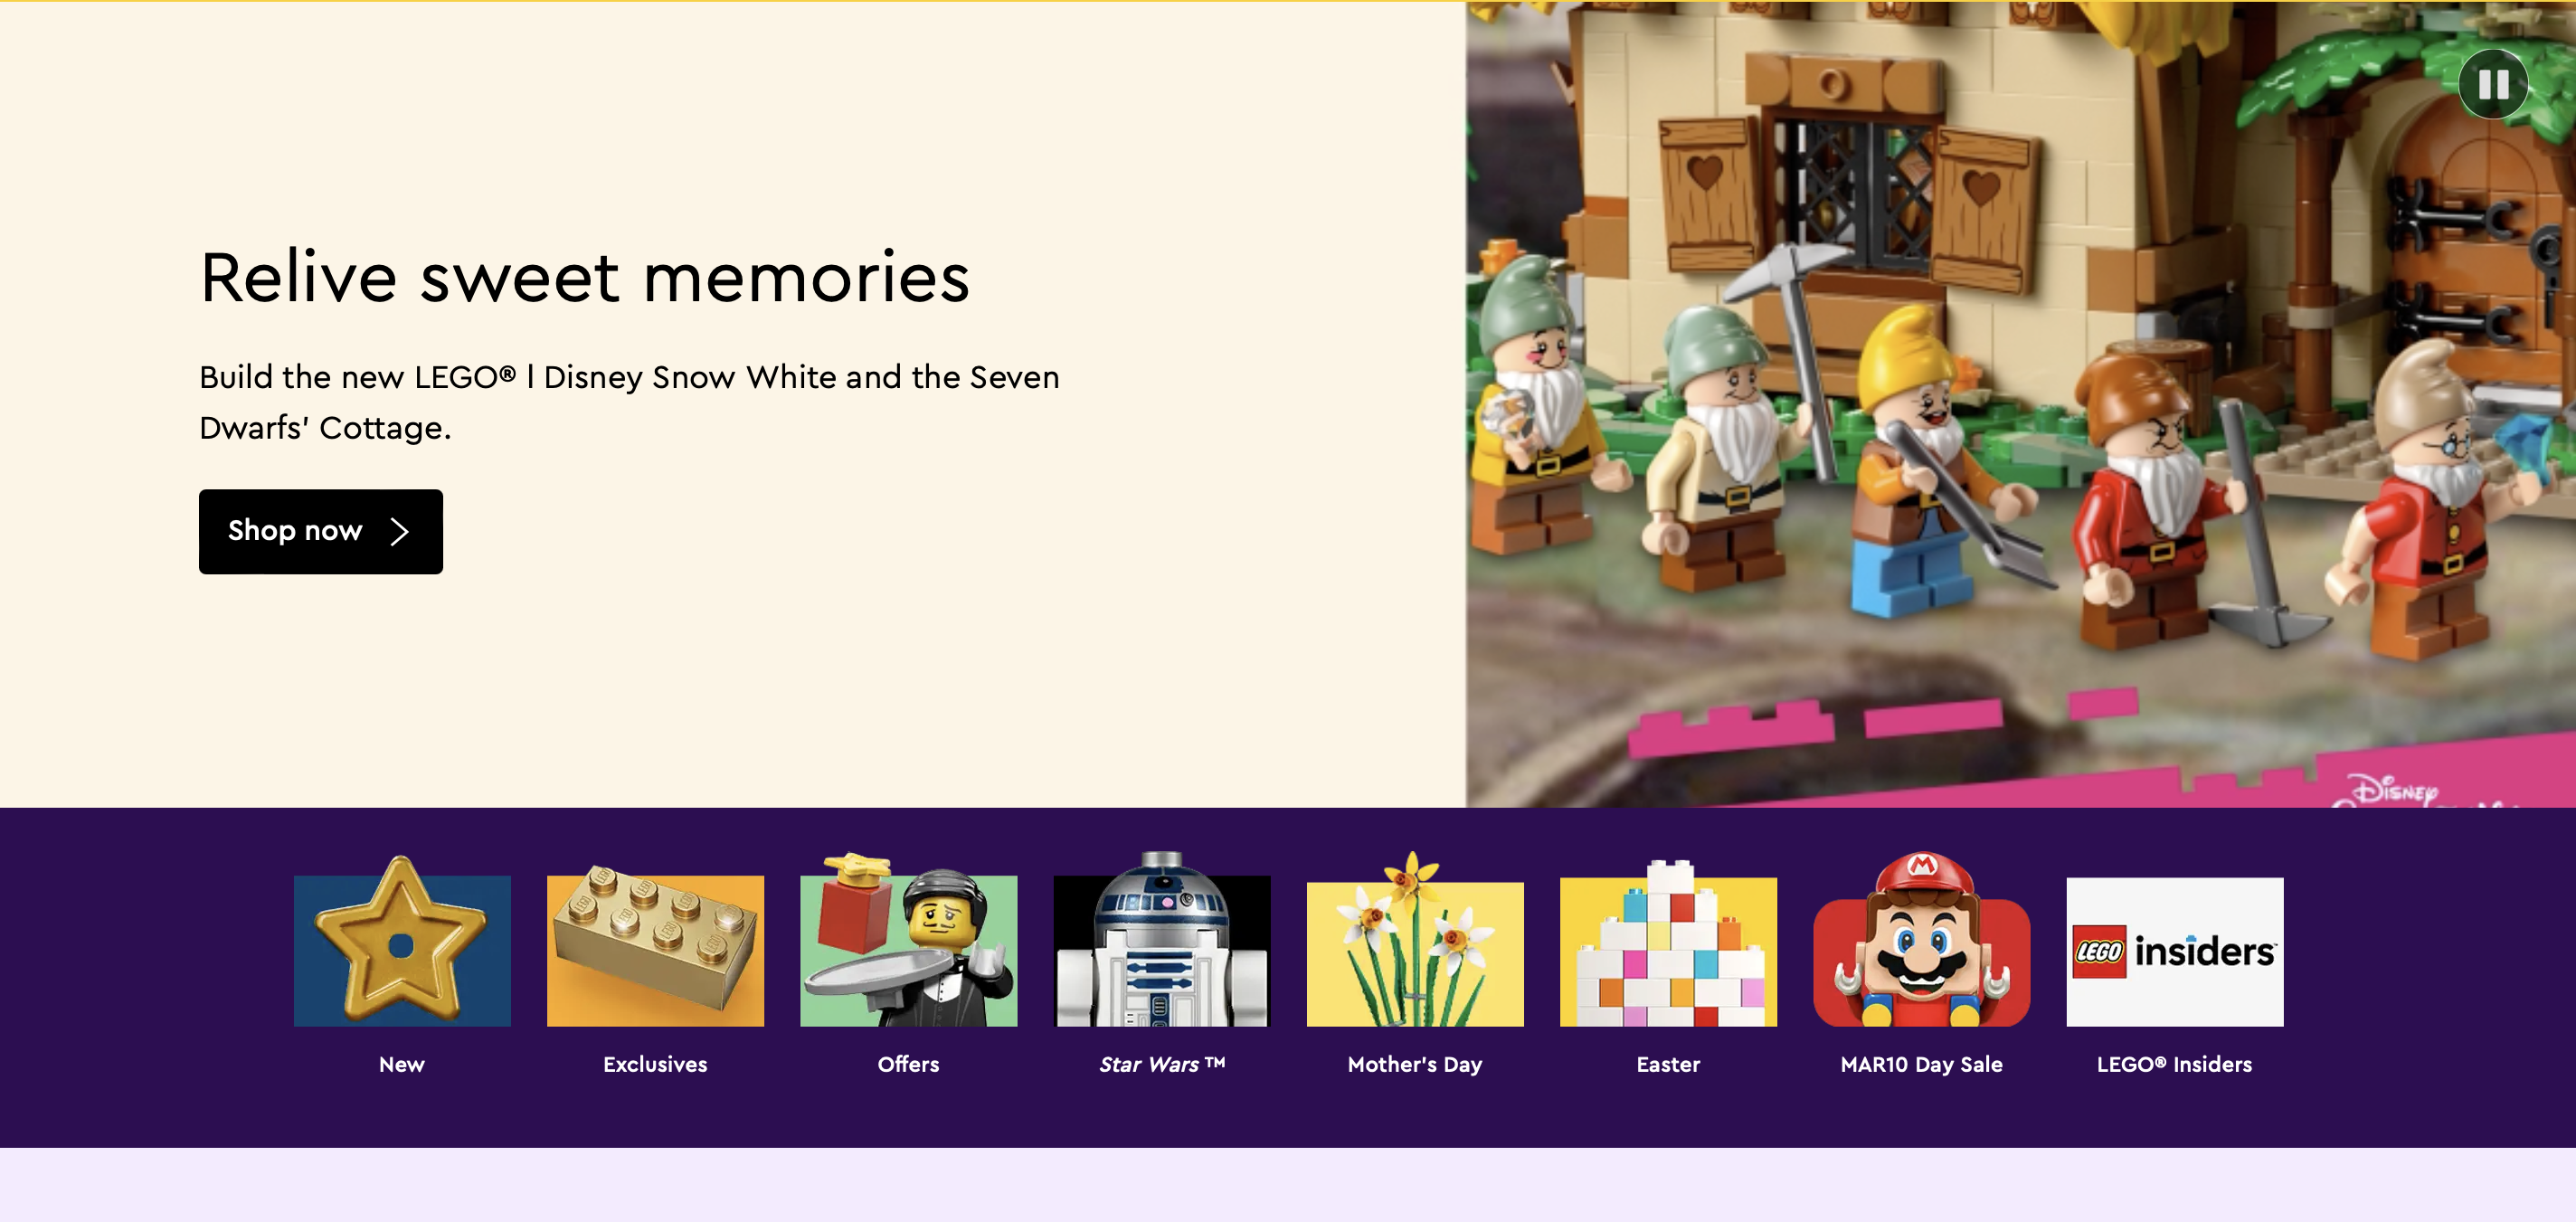 Relive sweet memories
Build the new LEGO® l Disney Snow White and the Seven
Dwarfs' Cottage.
Shop now
Disney
New
Exclusives
Offers
Star Wars ™
Mother's Day
Easter
M
MAR10 Day Sale
LEGO insiders™
LEGO® Insiders